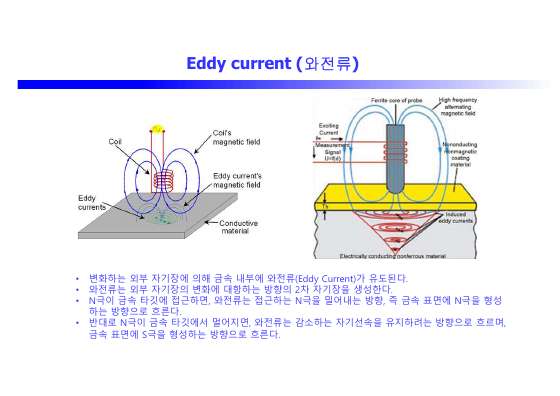 Eddy current (와전류)
Coil
Coil's
magnetic field
Eddy current's
magnetic field
Eddy
currents
Conductive
material
Ferrite core of probe
High frequency
alternating
magnetic field
Exciting
Current
Measurement
Signal
U=f(d)
Nonconducting
nonmagnetic
coating
material
Th
Induced
eddy currents
Electrically conducting nonferrous material
• 변화하는 외부 자기장에 의해 금속 내부에 와전류(Eddy Current)가 유도된다.
• 와전류는 외부 자기장의 변화에 대항하는 방향의 2차 자기장을 생성한다.
• N극이 금속 타깃에 접근하면, 와전류는 접근하는 N극을 밀어내는 방향, 즉 금속 표면에 N극을 형성
하는 방향으로 흐른다.
• 반대로 N극이 금속 타깃에서 멀어지면, 와전류는 감소하는 자기선속을 유지하려는 방향으로 흐르며,
금속 표면에 S극을 형성하는 방향으로 흐른다.